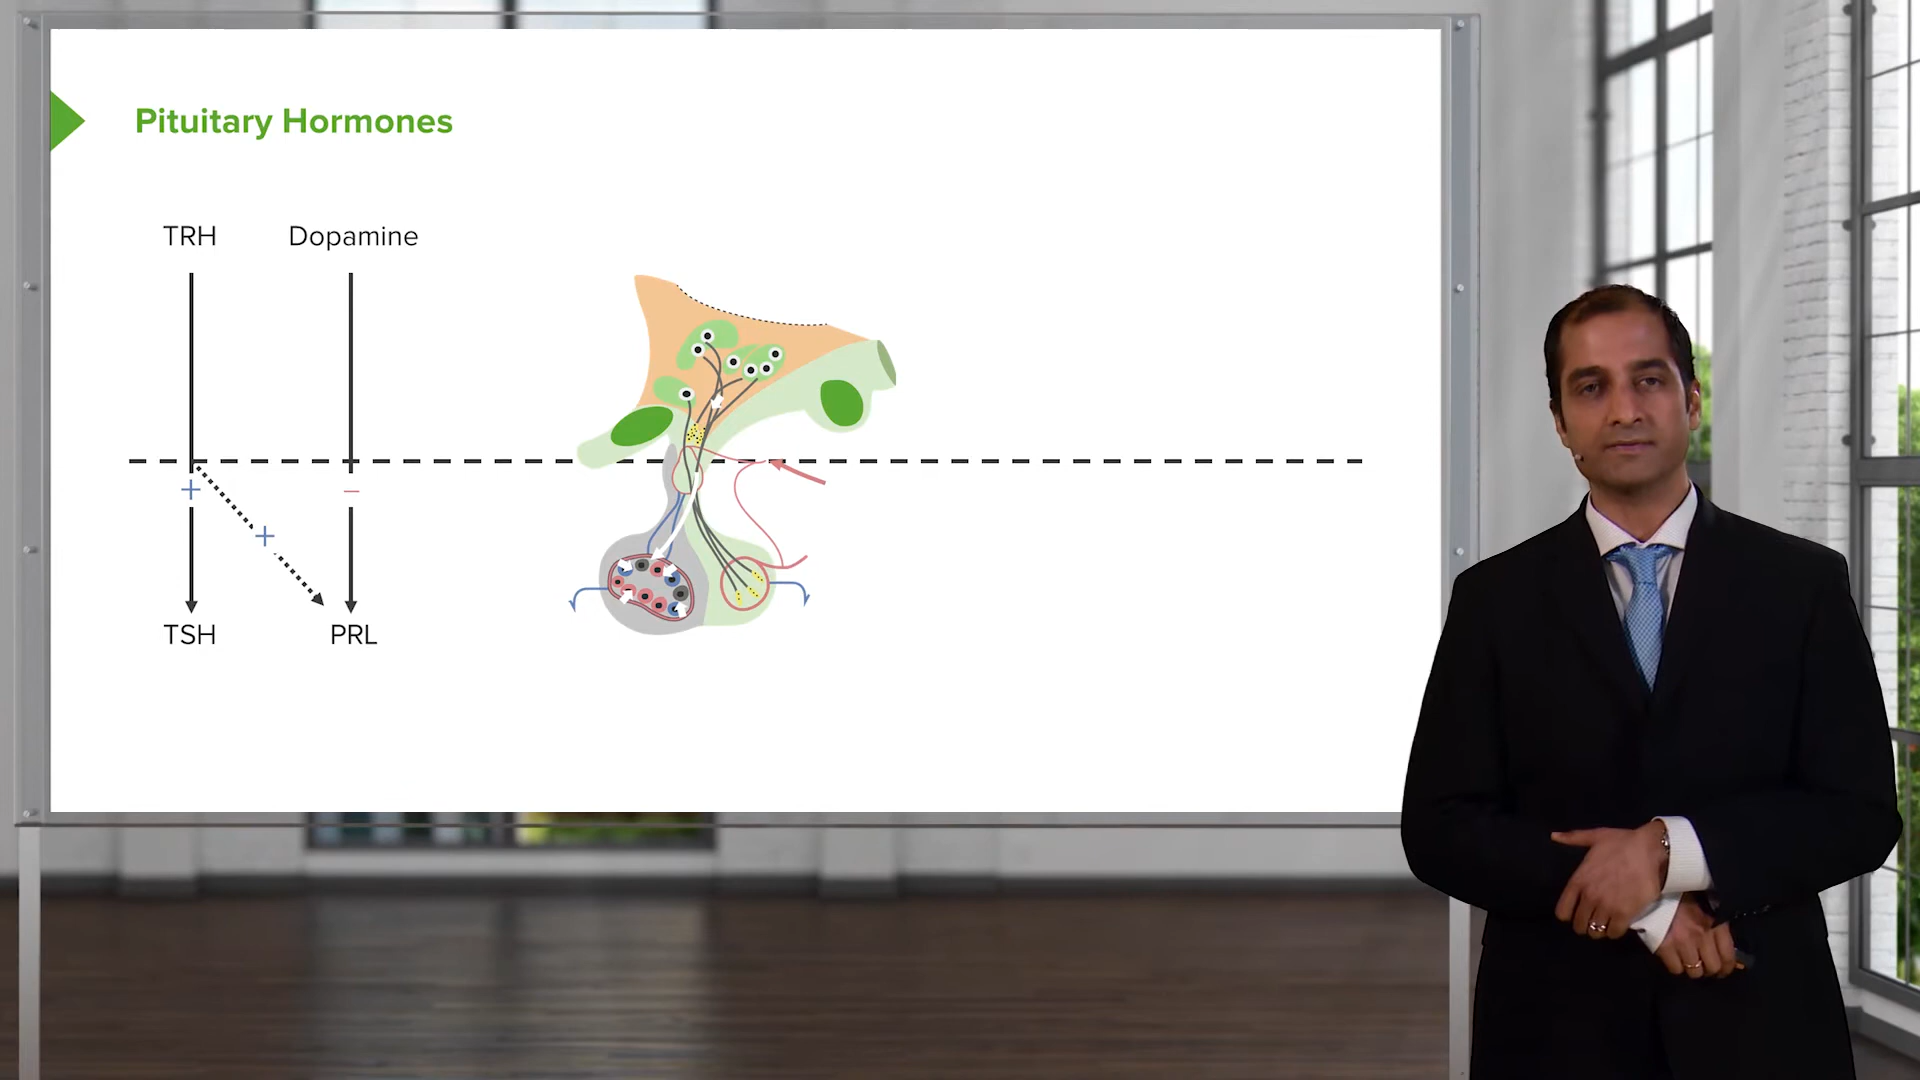 Pituitary Hormones
TRH Dopamine
+ −
+
TSH PRL